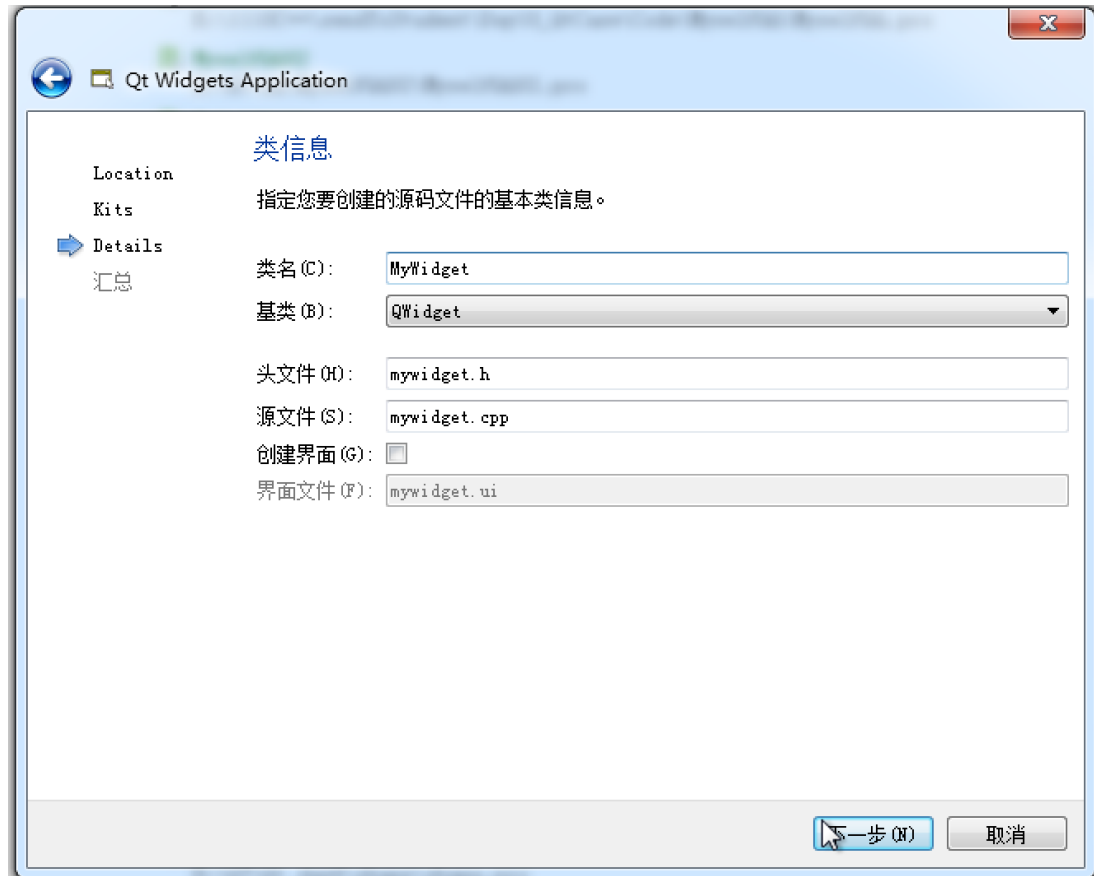 Qt Widgets Application
类信息
Location
Kits
Details
汇总
指定您要创建的源码文件的基本类信息。
类名(C): MyWidget
基类(B): QWidget
头文件(H): mywidget.h
源文件(S): mywidget.cpp
创建界面(G):
界面文件(F): mywidget.ui
下一步(N) 取消